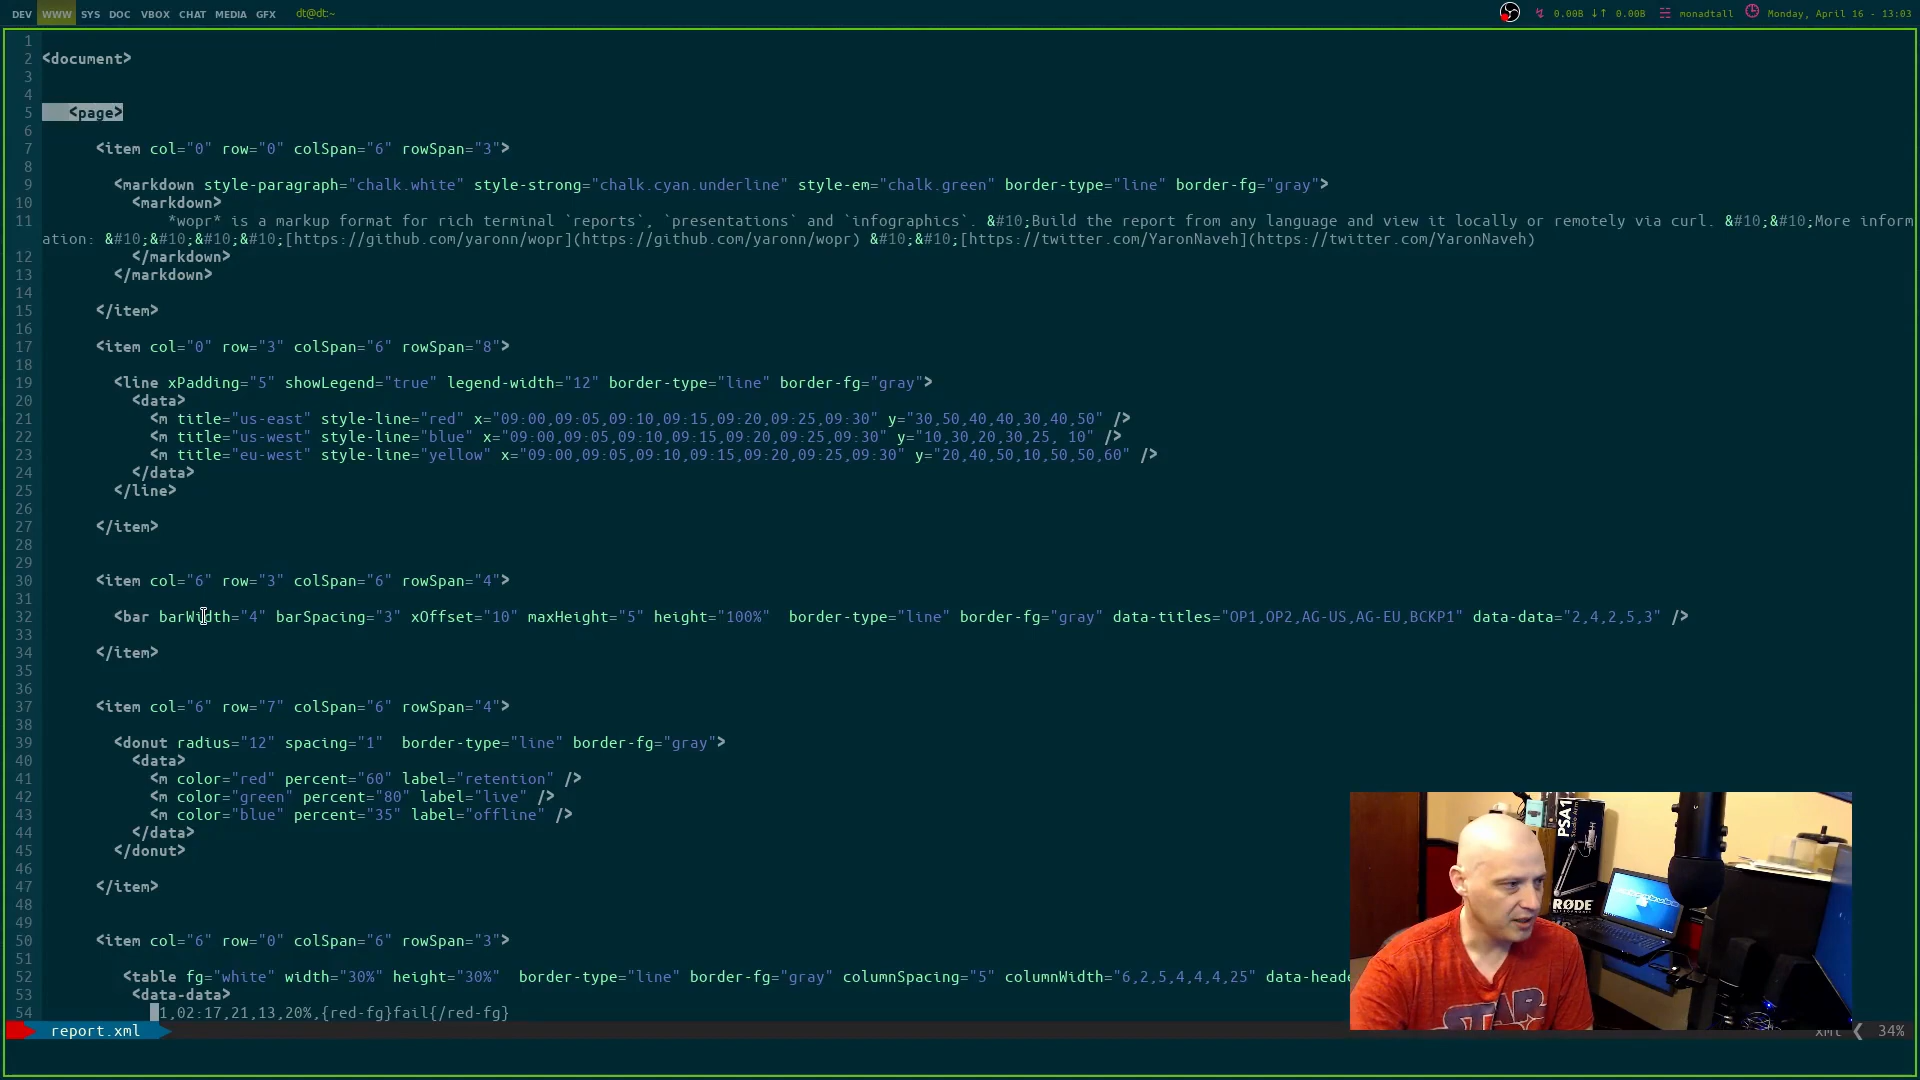 DEV WWW SYS DOC VBOX CHAT MEDIA GFX dt@dt:~ 0.00B ↓↑ 0.00B monadtall Monday, April 16 - 13:03
1
2 <document>
3
4
5 <page>
6
7 <item col="0" row="0" colSpan="6" rowSpan="3">
8
9 <markdown style-paragraph="chalk.white" style-strong="chalk.cyan.underline" style-em="chalk.green" border-type="line" border-fg="gray">
10 <markdown>
11 *wopr* is a markup format for rich terminal `reports`, `presentations` and `infographics`. &#10;Build the report from any language and view it locally or remotely via curl. &#10;&#10;More inform
ation: &#10;&#10;&#10;&#10;[https://github.com/yaronn/wopr](https://github.com/yaronn/wopr) &#10;&#10;[https://twitter.com/YaronNaveh](https://twitter.com/YaronNaveh)
12 </markdown>
13 </markdown>
14
15 </item>
16
17 <item col="0" row="3" colSpan="6" rowSpan="8">
18
19 <line xPadding="5" showLegend="true" legend-width="12" border-type="line" border-fg="gray">
20 <data>
21 <m title="us-east" style-line="red" x="09:00,09:05,09:10,09:15,09:20,09:25,09:30" y="30,50,40,40,30,40,50" />
22 <m title="us-west" style-line="blue" x="09:00,09:05,09:10,09:15,09:20,09:25,09:30" y="10,30,20,30,25, 10" />
23 <m title="eu-west" style-line="yellow" x="09:00,09:05,09:10,09:15,09:20,09:25,09:30" y="20,40,50,10,50,50,60" />
24 </data>
25 </line>
26
27 </item>
28
29
30 <item col="6" row="3" colSpan="6" rowSpan="4">
31
32 <bar barWidth="4" barSpacing="3" xOffset="10" maxHeight="5" height="100%"  border-type="line" border-fg="gray" data-titles="OP1,OP2,AG-US,AG-EU,BCKP1" data-data="2,4,2,5,3" />
33
34 </item>
35
36
37 <item col="6" row="7" colSpan="6" rowSpan="4">
38
39 <donut radius="12" spacing="1"  border-type="line" border-fg="gray">
40 <data>
41 <m color="red" percent="60" label="retention" />
42 <m color="green" percent="80" label="live" />
43 <m color="blue" percent="35" label="offline" />
44 </data>
45 </donut>
46
47 </item>
48
49
50 <item col="6" row="0" colSpan="6" rowSpan="3">
51
52 <table fg="white" width="30%" height="30%"  border-type="line" border-fg="gray" columnSpacing="5" columnWidth="6,2,5,4,4,4,25" data-heade
53 <data-data>
54 1,02:17,21,13,20%,{red-fg}fail{/red-fg}
report.xml xml 34%
PSA1
Studio Arm
RØDE
STAR